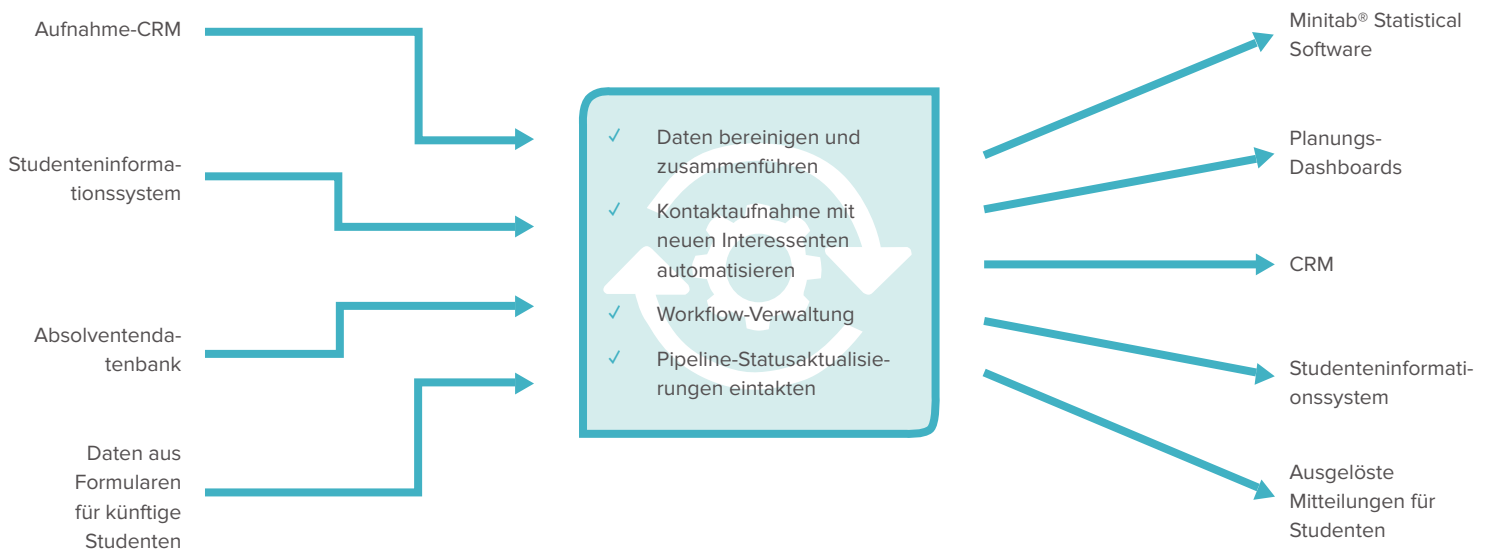 Aufnahme-CRM
Studenteninforma-
tionssystem
Absolventenda-
tenbank
Daten aus
Formularen
für künftige
Studenten
✓ Daten bereinigen und
zusammenführen
✓ Kontaktaufnahme mit
neuen Interessenten
automatisieren
✓ Workflow-Verwaltung
✓ Pipeline-Statusaktualisie-
rungen eintakten
Minitab® Statistical
Software
Planungs-
Dashboards
CRM
Studenteninformati-
onssystem
Ausgelöste
Mitteilungen für
Studenten